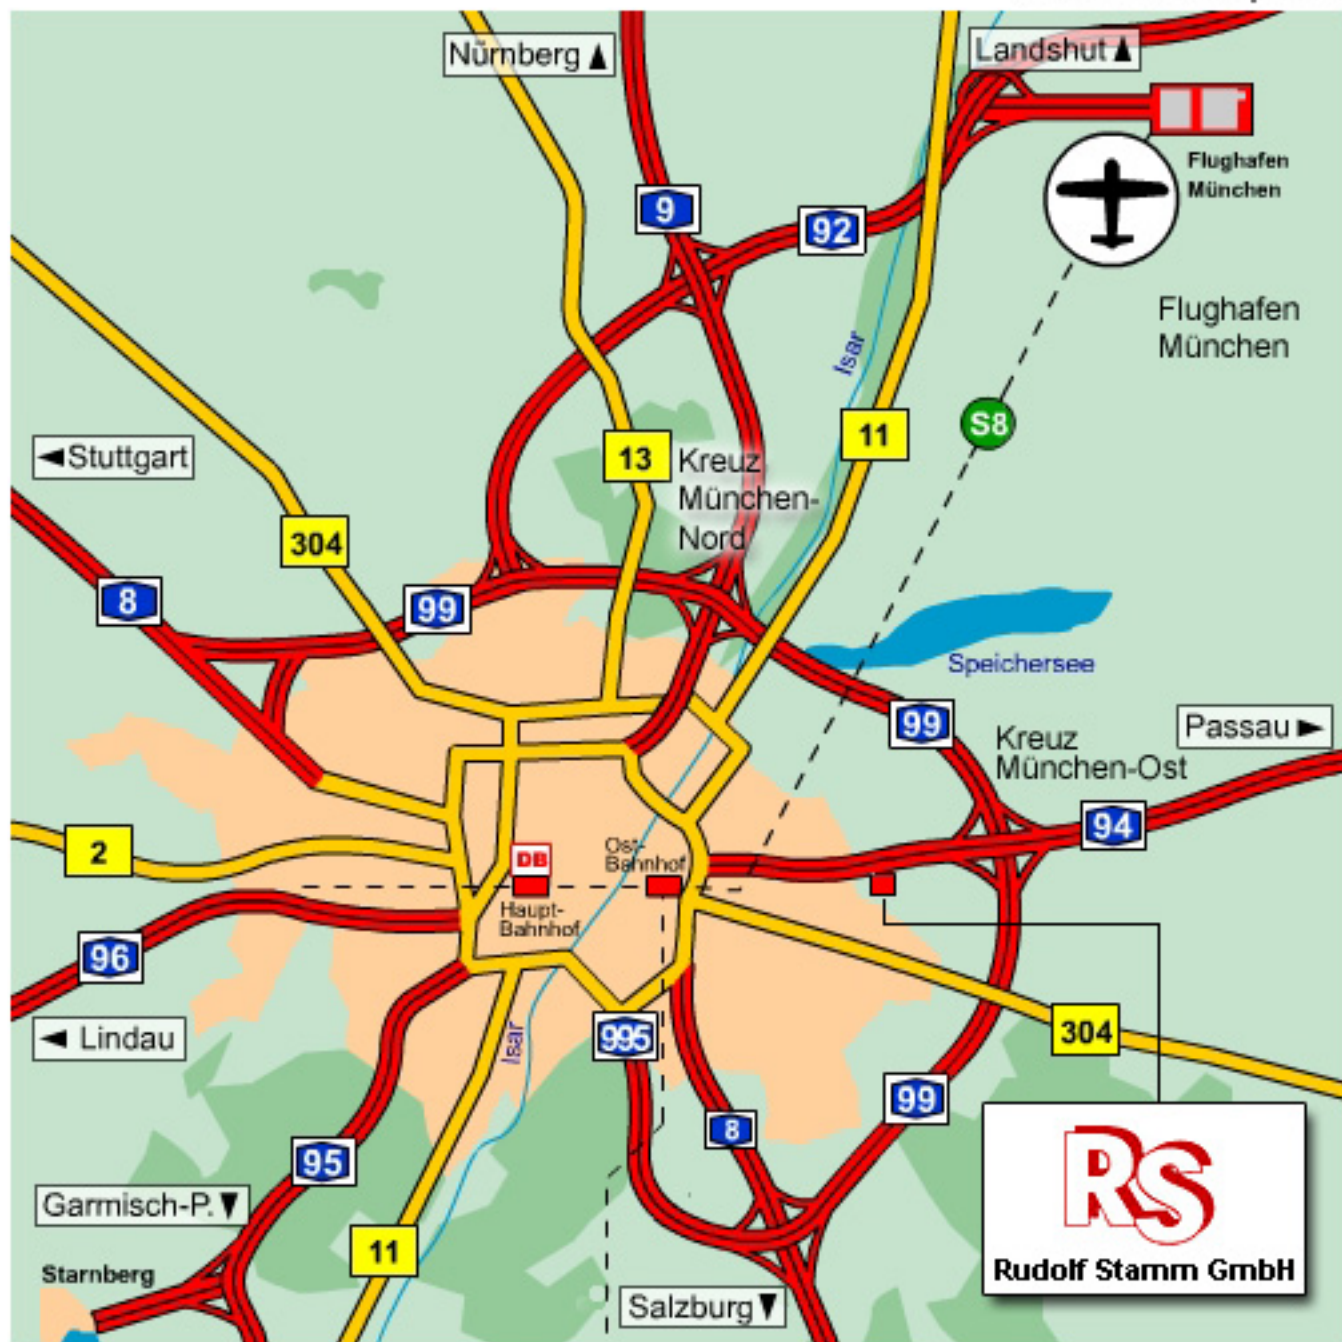 Nürnberg
Landshut
Flughafen
München
9
92
Flughafen
München
Isar
S8
11
13
Kreuz
München-
Nord
Stuttgart
304
8
99
Speichersee
99
Passau
Kreuz
München-Ost
94
2
DB
Ost-
Bahnhof
Haupt-
Bahnhof
96
Lindau
Isar
995
304
99
8
95
Garmisch-P.
11
RS
Rudolf Stamm GmbH
Starnberg
Salzburg